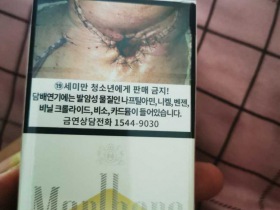 ⑲세미만 청소년에게 판매 금지!
담배연기에는 발암성 물질인 나프틸아민, 니켈, 벤젠,
비닐 크롤라이드, 비소, 카드뮴이 들어있습니다.
금연상담전화 1544-9030
Marlboro